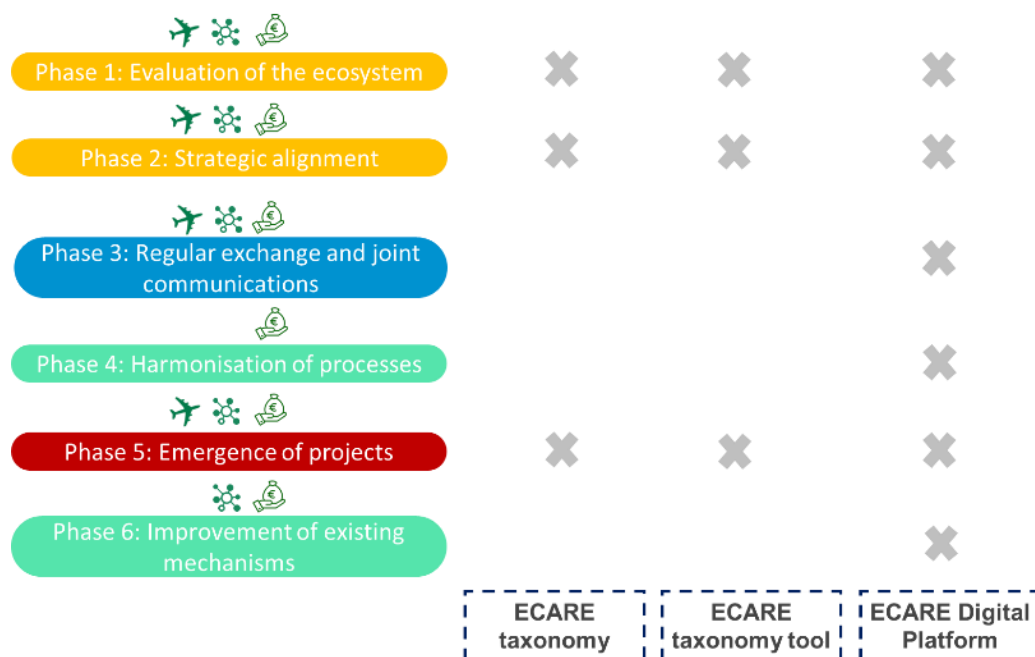 Phase 1: Evaluation of the ecosystem
Phase 2: Strategic alignment
Phase 3: Regular exchange and joint
communications
Phase 4: Harmonisation of processes
Phase 5: Emergence of projects
Phase 6: Improvement of existing
mechanisms
ECARE
taxonomy
ECARE
taxonomy tool
ECARE Digital
Platform